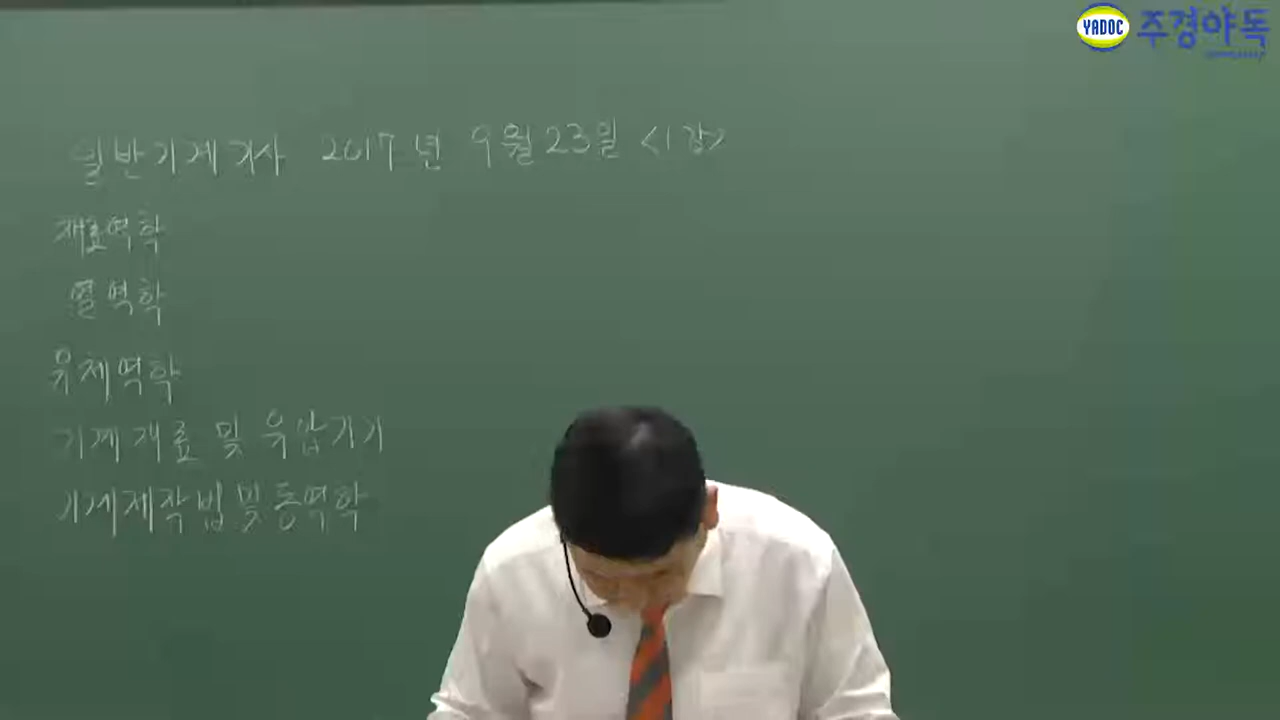 YADOC 주경야독
일반기계기사 2017년 9월23일 <1강>
재료역학
열역학
유체역학
기계재료 및 유압기기
기계제작법 및 동역학